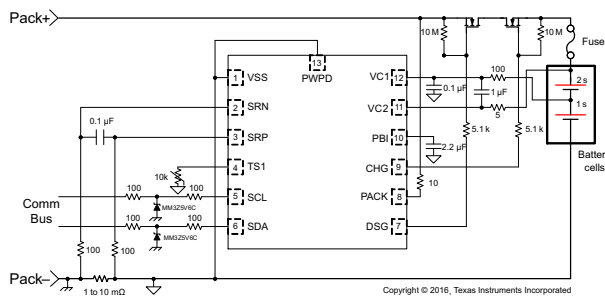 Pack+
10 M
10 M
Fuse
13
PWPD
1 VSS
VC1 12
100
0.1 µF
1 µF
2 s
2 SRN
VC2 11
5
1 s
0.1 µF
3 SRP
PBI 10
5.1 k
5.1 k
2.2 µF
Batter
cells
10k
4 TS1
CHG 9
Comm
Bus
100
100
5 SCL
PACK 8
10
MM3Z5V6C
100
100
6 SDA
DSG 7
MM3Z5V6C
100
100
Pack–
1 to 10 mΩ
Copyright © 2016, Texas Instruments Incorporated